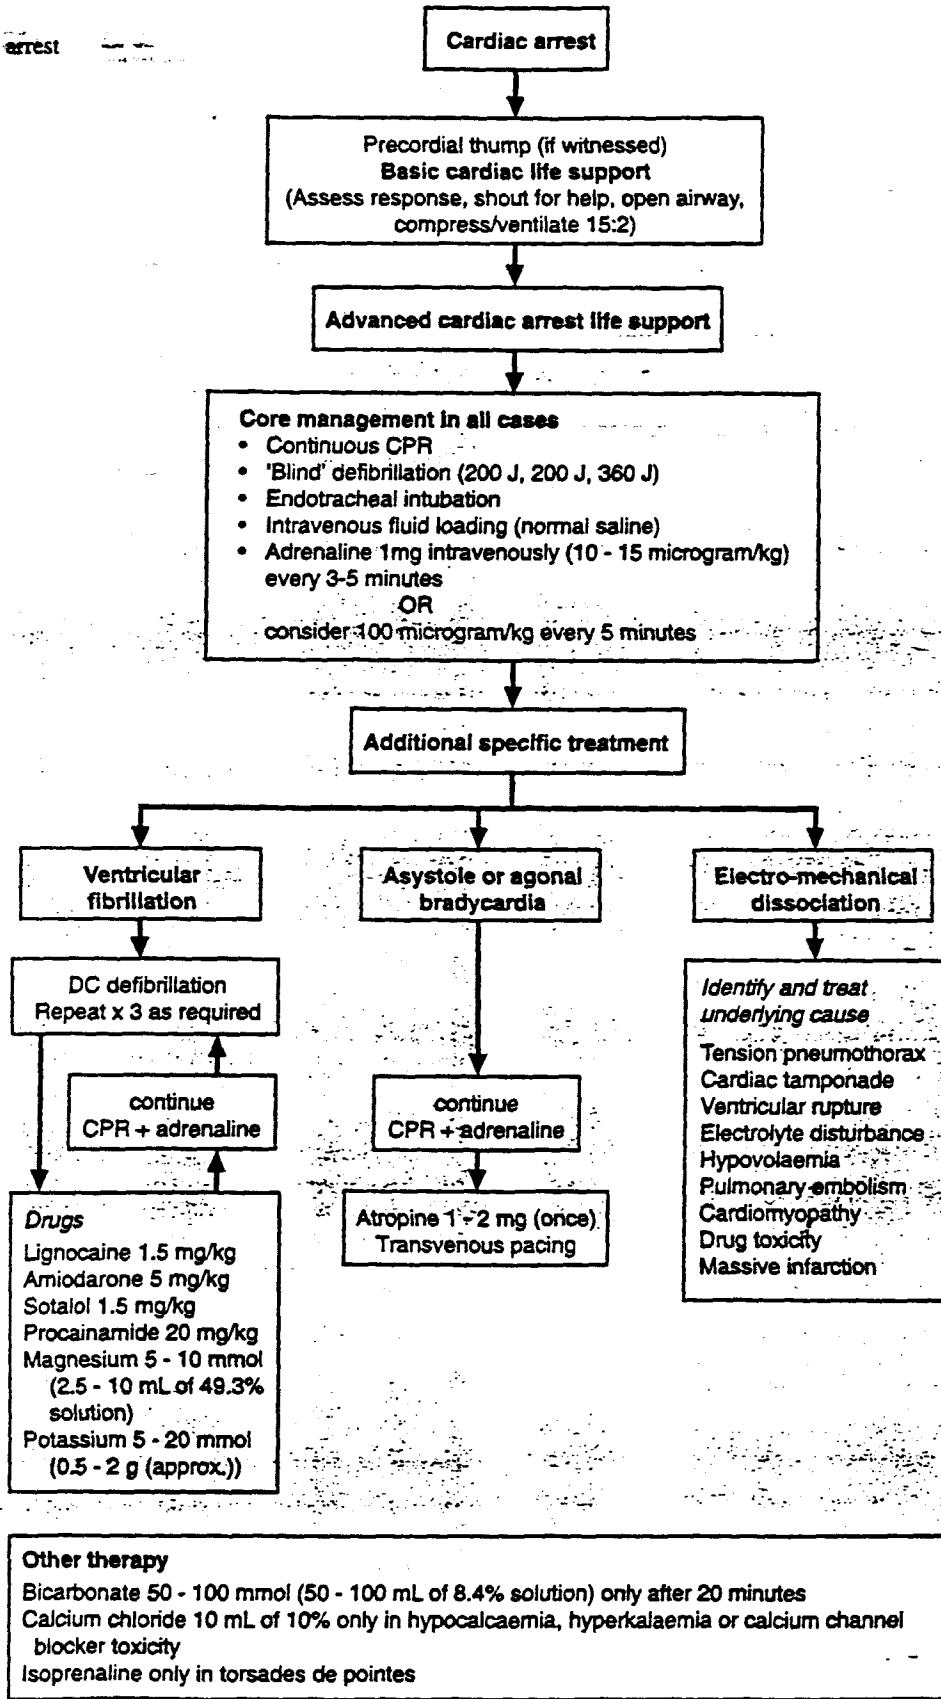 arrest
Cardiac arrest
Precordial thump (if witnessed)
Basic cardiac life support
(Assess response, shout for help, open airway,
compress/ventilate 15:2)
Advanced cardiac arrest life support
Core management in all cases
• Continuous CPR
• 'Blind' defibrillation (200 J, 200 J, 360 J)
• Endotracheal intubation
• Intravenous fluid loading (normal saline)
• Adrenaline 1mg intravenously (10 - 15 microgram/kg)
every 3-5 minutes
OR
consider 100 microgram/kg every 5 minutes
Additional specific treatment
Ventricular
fibrillation
DC defibrillation
Repeat x 3 as required
continue
CPR + adrenaline
Drugs
Lignocaine 1.5 mg/kg
Amiodarone 5 mg/kg
Sotalol 1.5 mg/kg
Procainamide 20 mg/kg
Magnesium 5 - 10 mmol
(2.5 - 10 mL of 49.3%
solution)
Potassium 5 - 20 mmol
(0.5 - 2 g (approx.))
Asystole or agonal
bradycardia
continue
CPR + adrenaline
Atropine 1 - 2 mg (once)
Transvenous pacing
Electro-mechanical
dissociation
Identify and treat
underlying cause
Tension pneumothorax
Cardiac tamponade
Ventricular rupture
Electrolyte disturbance
Hypovolaemia
Pulmonary embolism
Cardiomyopathy
Drug toxicity
Massive infarction
Other therapy
Bicarbonate 50 - 100 mmol (50 - 100 mL of 8.4% solution) only after 20 minutes
Calcium chloride 10 mL of 10% only in hypocalcaemia, hyperkalaemia or calcium channel
blocker toxicity
Isoprenaline only in torsades de pointes